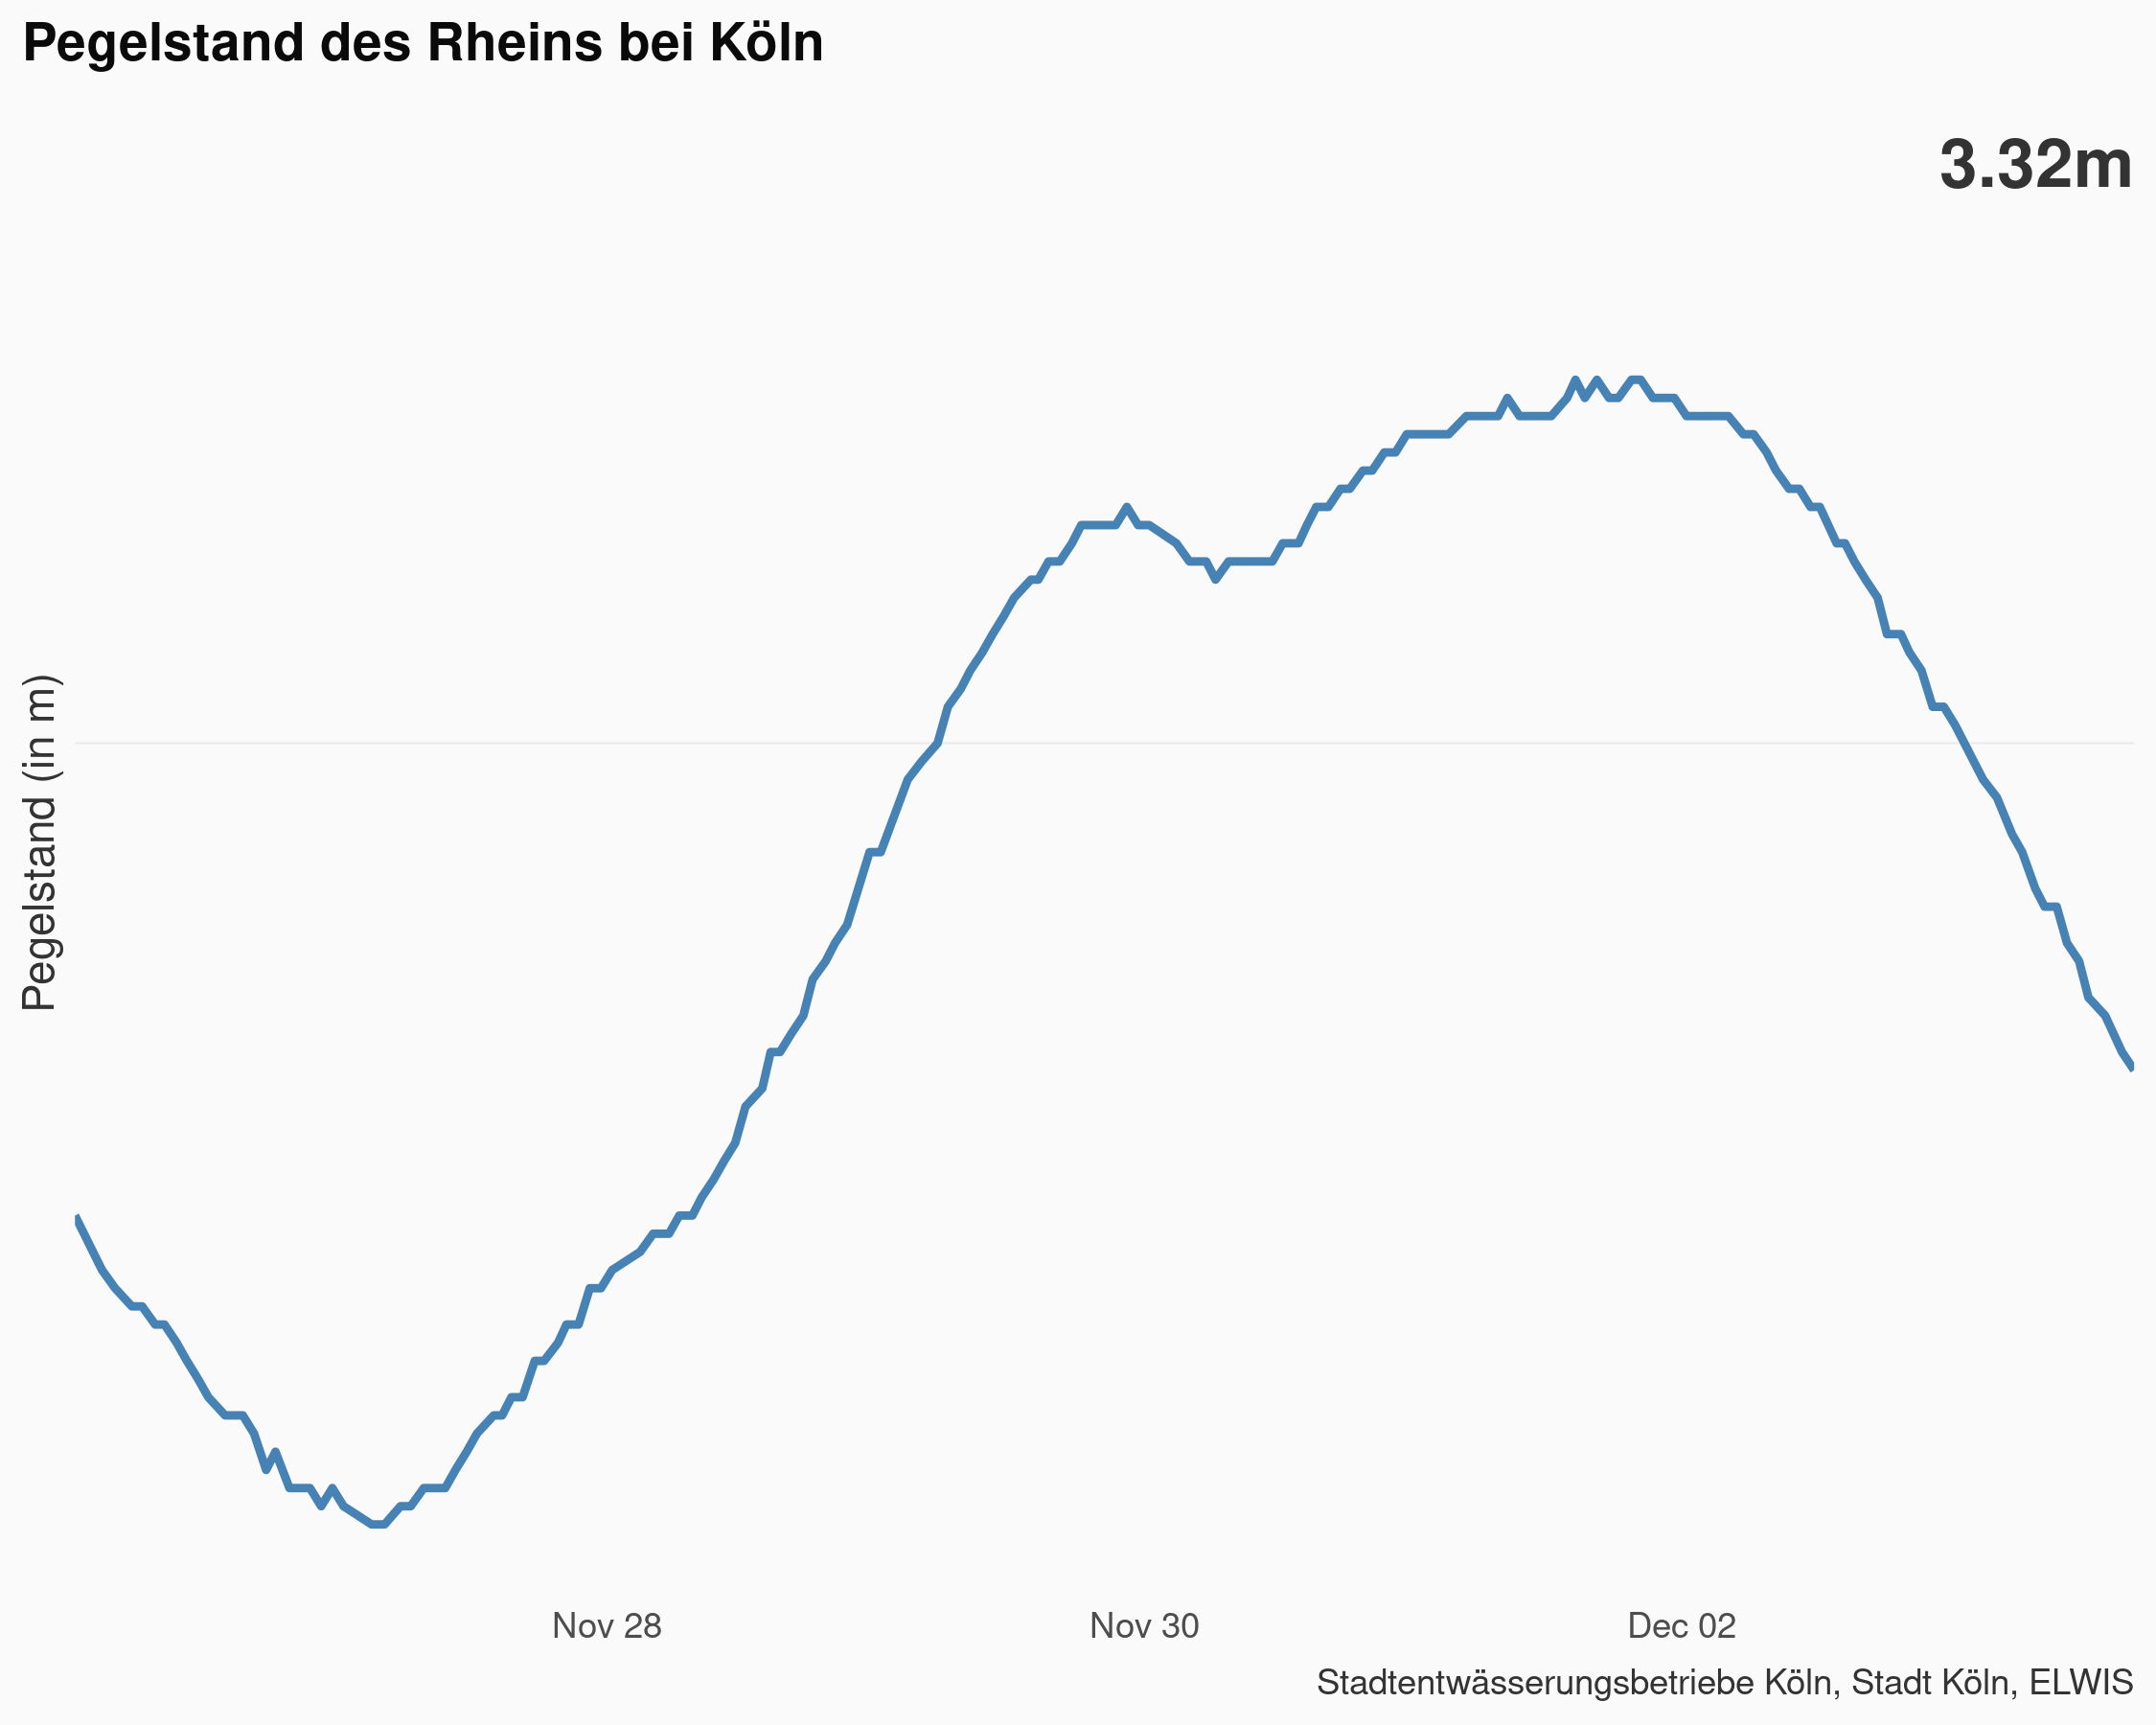 Pegelstand des Rheins bei Köln
3.32m
Pegelstand (in m)
Nov 28
Nov 30
Dec 02
Stadtentwässerungsbetriebe Köln, Stadt Köln, ELWIS